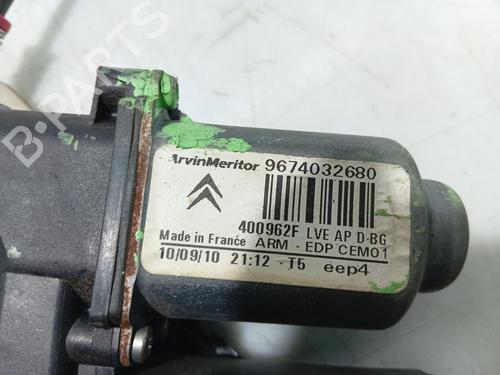 B-PARTS
ArvinMeritor 9674032680
400962F LVE AP D-BG
Made in France ARM - EDP CEM01
10/09/10 21:12 - T5 eep4